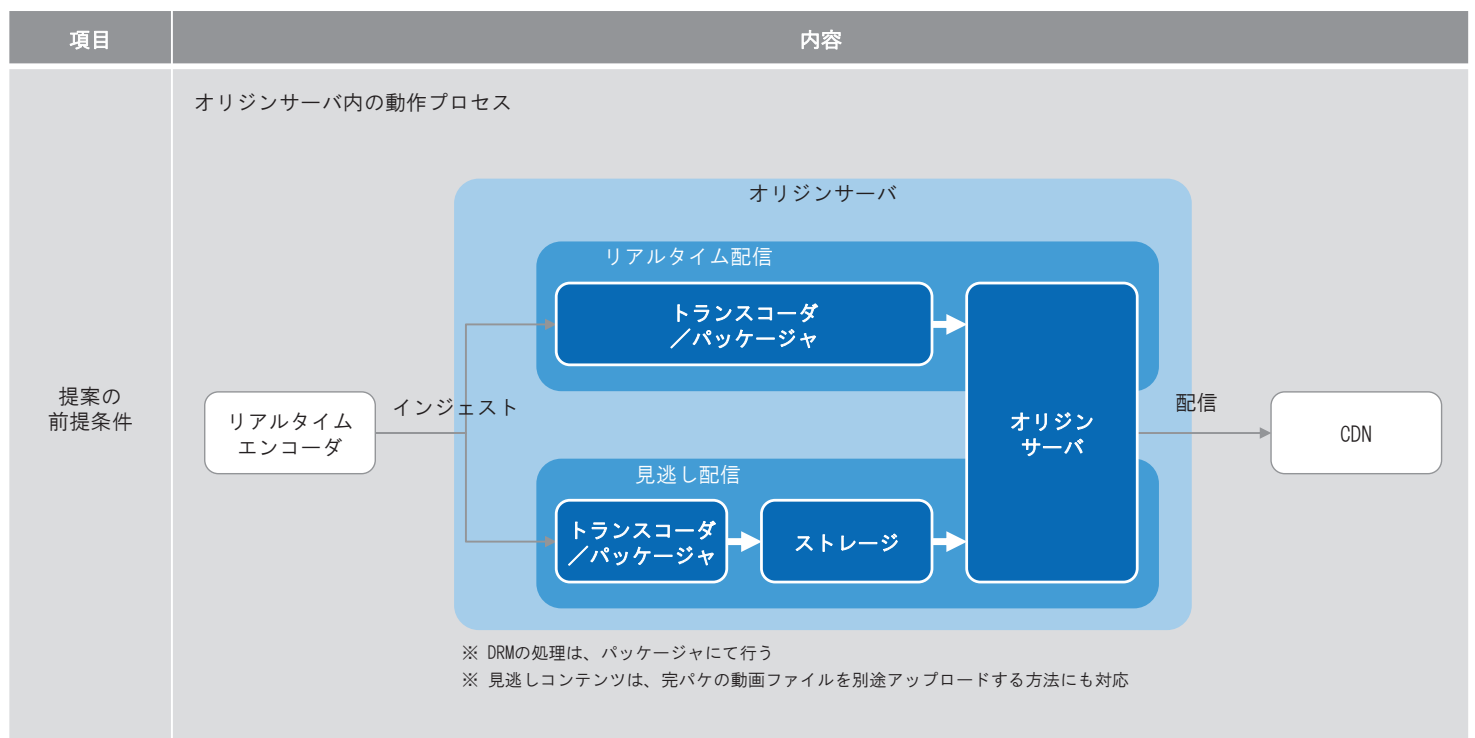 項目
内容
提案の
前提条件
オリジンサーバ内の動作プロセス
オリジンサーバ
リアルタイム配信
トランスコーダ
／パッケージャ
リアルタイム
エンコーダ
インジェスト
オリジン
サーバ
配信
CDN
見逃し配信
トランスコーダ
／パッケージャ
ストレージ
※ DRMの処理は、パッケージャにて行う
※ 見逃しコンテンツは、完パケの動画ファイルを別途アップロードする方法にも対応